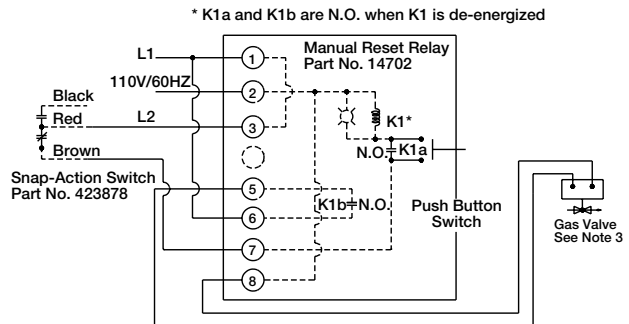 * K1a and K1b are N.O. when K1 is de-energized
L1
1
Manual Reset Relay
Part No. 14702
110V/60HZ
2
Black
Red
L2
3
K1*
N.O.
K1a
Brown
Snap-Action Switch
Part No. 423878
5
K1b
N.O.
6
Push Button
Switch
7
8
Gas Valve
See Note 3